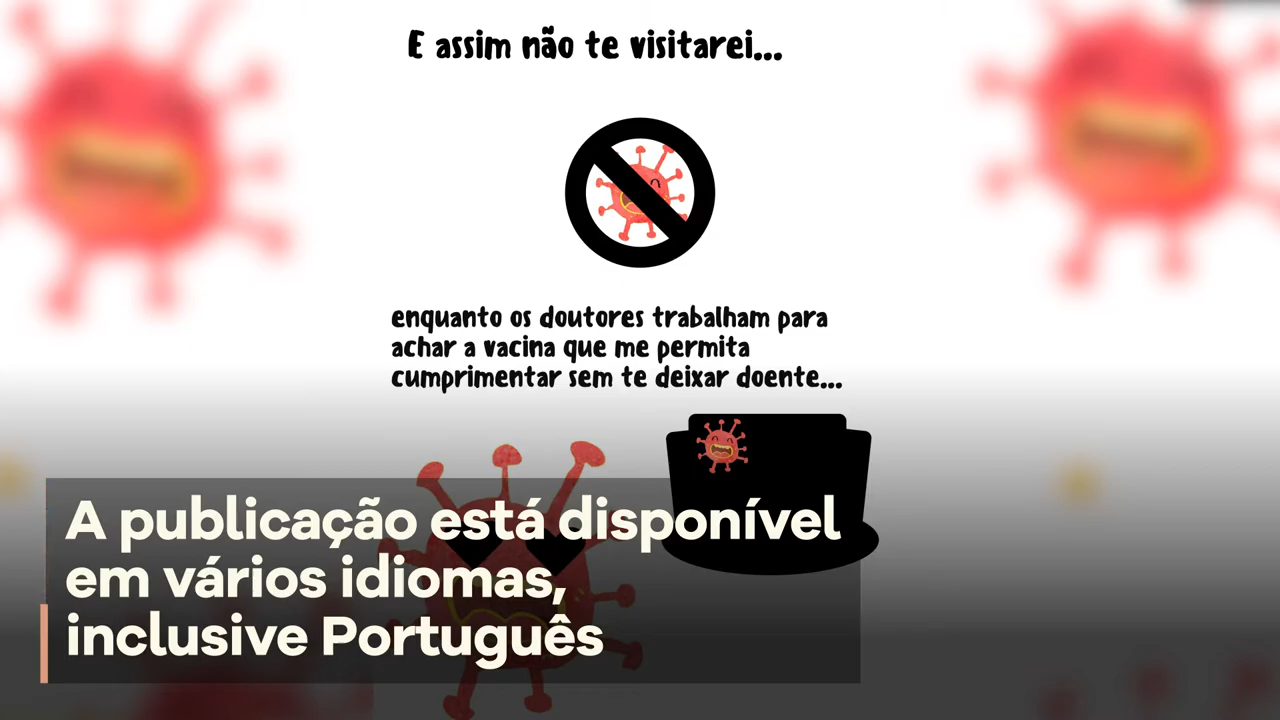 E assim não te visitarei...
enquanto os doutores trabalham para
achar a vacina que me permita
cumprimentar sem te deixar doente...
A publicação está disponível
em vários idiomas,
inclusive Português